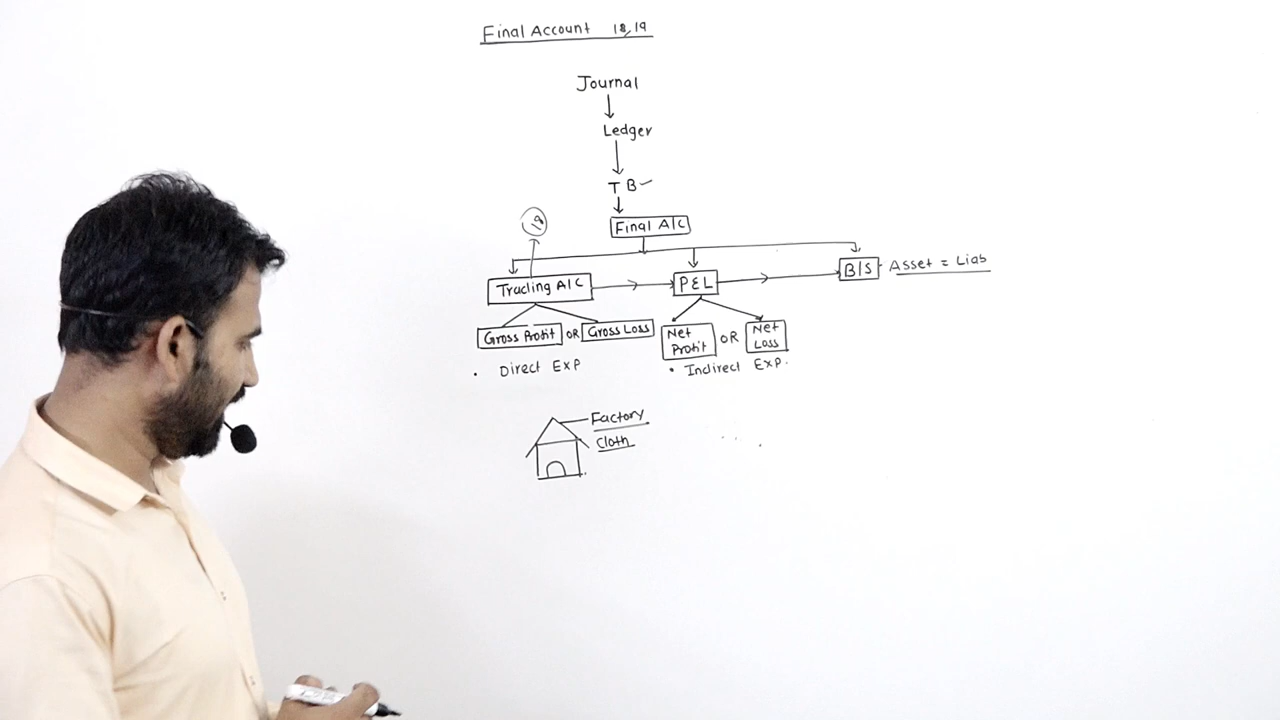 Final Account 18,19
Journal
Ledger
T B
19
Final A/C
Trading A/C
P&L
B/S
Asset = Liab
Gross Profit OR Gross Loss
Net Profit OR Net Loss
. Direct Exp
• Indirect Exp.
Factory
Cloth